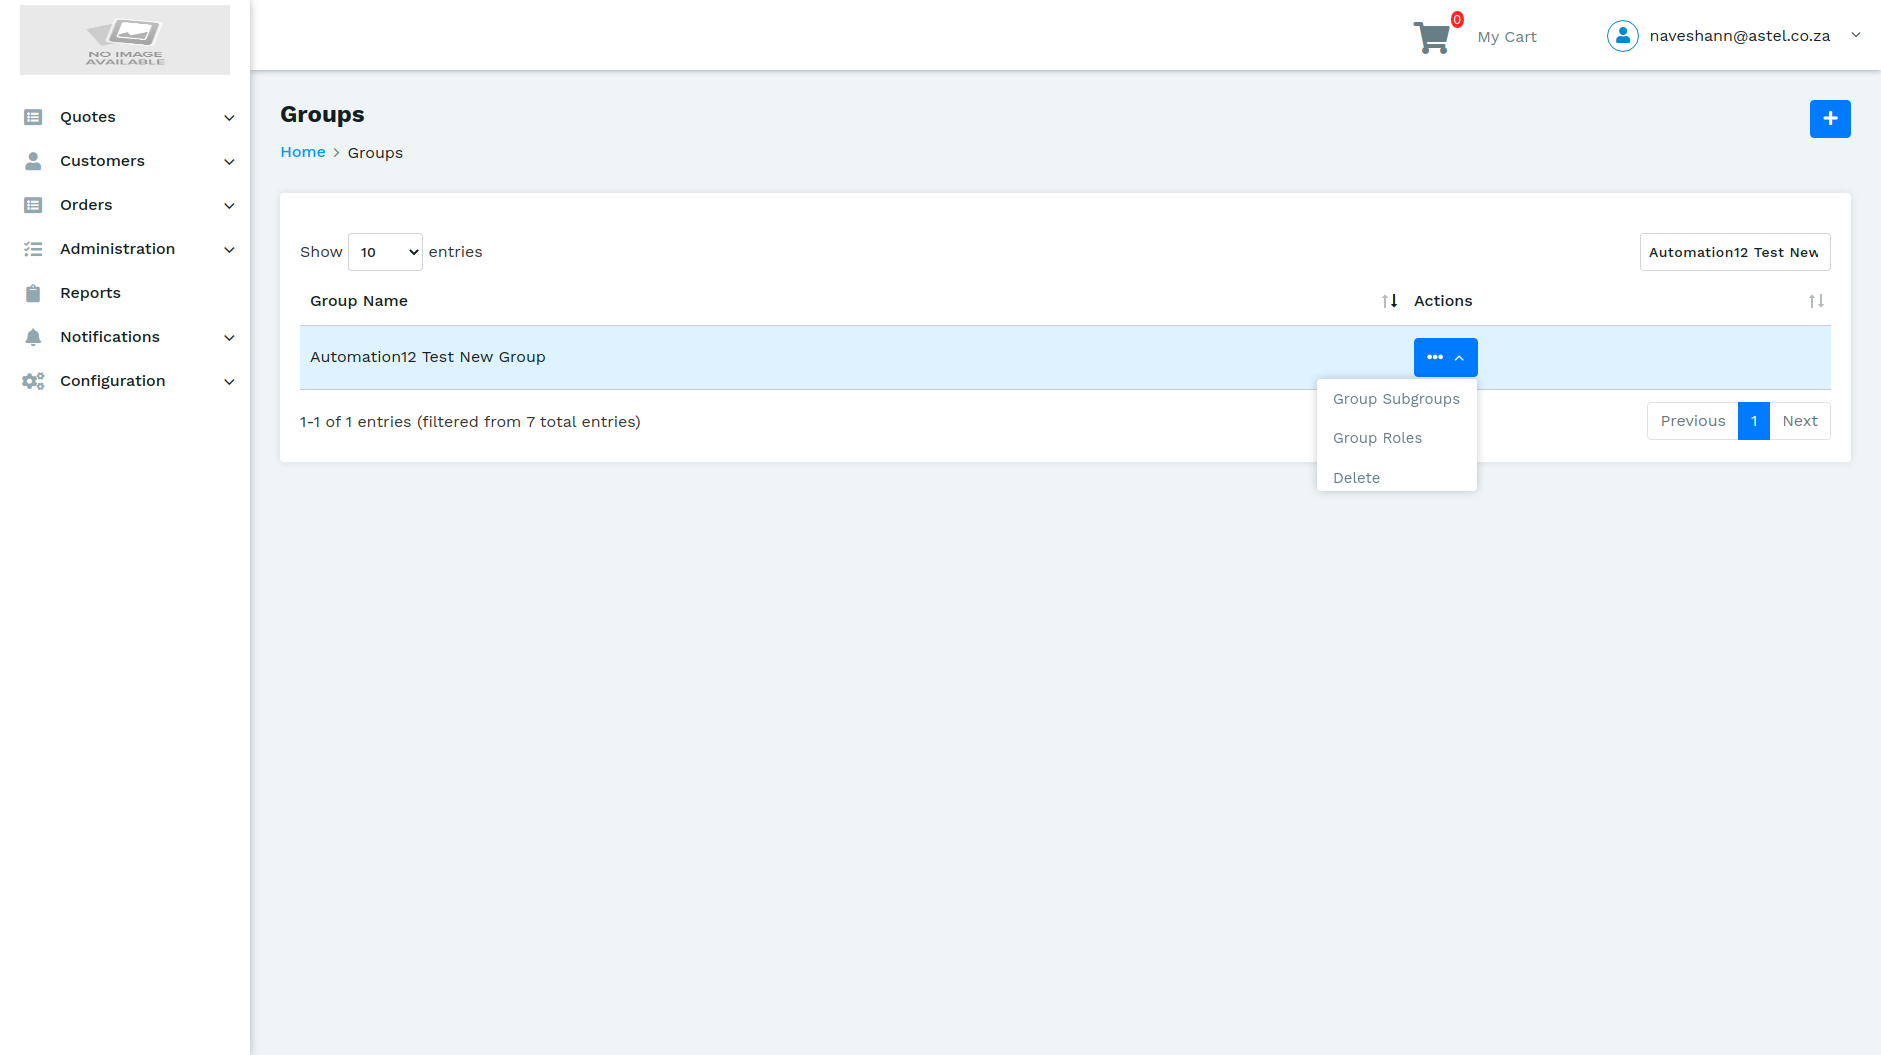 NO IMAGE
AVAILABLE
0
My Cart
naveshann@astel.co.za
Quotes
Customers
Orders
Administration
Reports
Notifications
Configuration
Groups
Home
Groups
Show 10 entries
Automation12 Test New
Group Name
Actions
Automation12 Test New Group
Group Subgroups
Group Roles
Delete
1-1 of 1 entries (filtered from 7 total entries)
Previous 1 Next